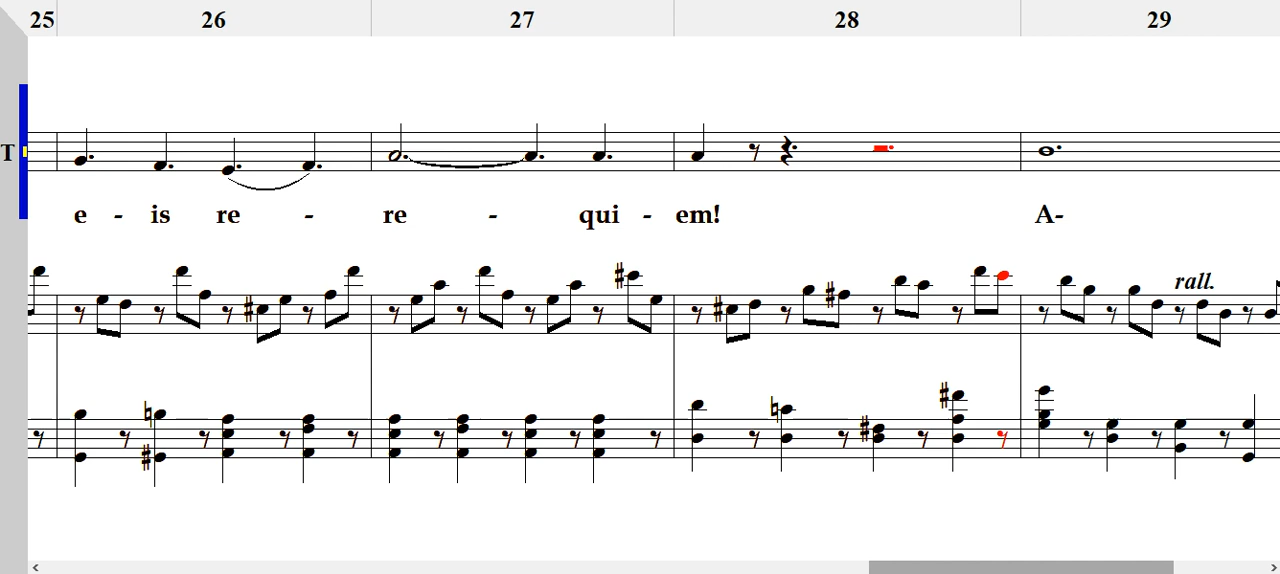 25 26 27 28 29
T
e - is re - re - qui - em! A-
rall.